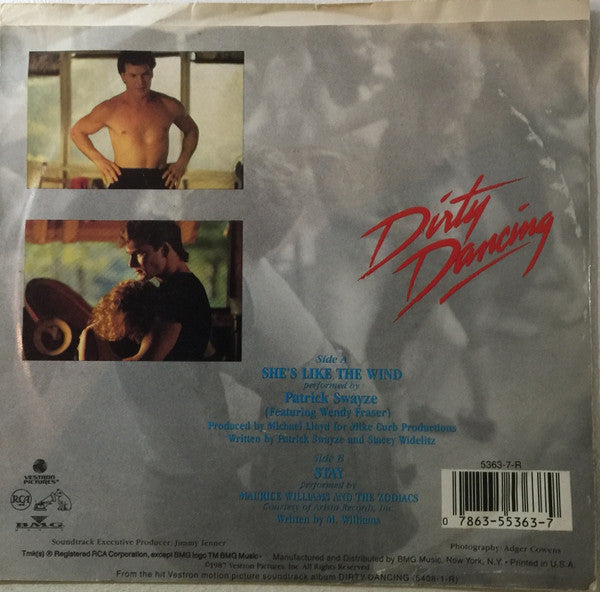 Dirty
Dancing
Side A
SHE'S LIKE THE WIND
performed by
Patrick Swayze
(Featuring Wendy Fraser)
Produced by Michael Lloyd for Mike Curb Productions
Written by Patrick Swayze and Stacey Widelitz
Side B
STAY
performed by
MAURICE WILLIAMS AND THE ZODIACS
Courtesy of Arista Records, Inc.
Written by M. Williams
VESTRON
PICTURES
RCA
BMG
5363-7-R
0 7863-55363-7
Soundtrack Executive Producer: Jimmy Ienner
Photography: Adger Cowens
Tmk(s) ® Registered RCA Corporation, except BMG logo TM BMG Music • Manufactured and Distributed by BMG Music, New York, N.Y. • Printed in U.S.A.
©1987 Vestron Pictures, Inc. All Rights Reserved
From the hit Vestron motion picture soundtrack album DIRTY DANCING (6408-1-R)